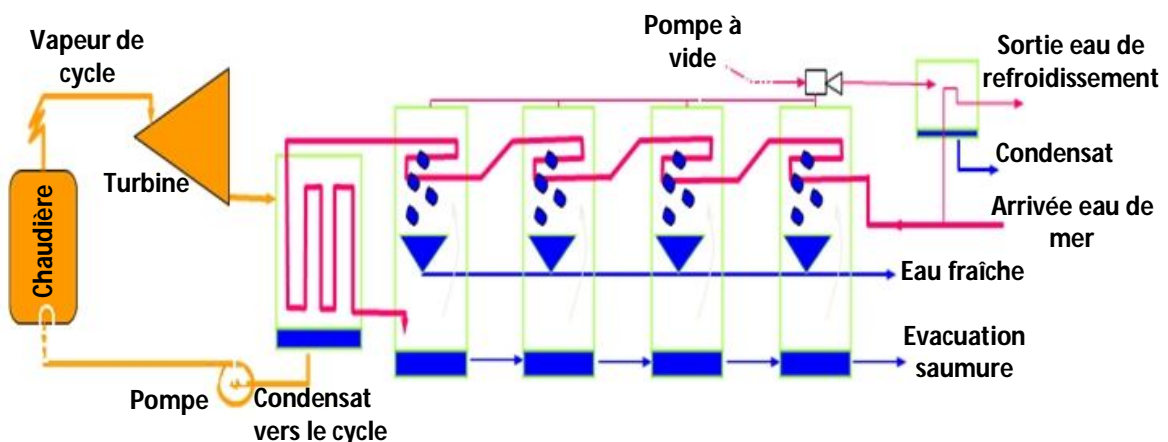 Vapeur de
cycle
Pompe à
vide
Sortie eau de
refroidissement
Condensat
Turbine
Chaudière
Arrivée eau de
mer
Eau fraîche
Evacuation
saumure
Pompe
Condensat
vers le cycle